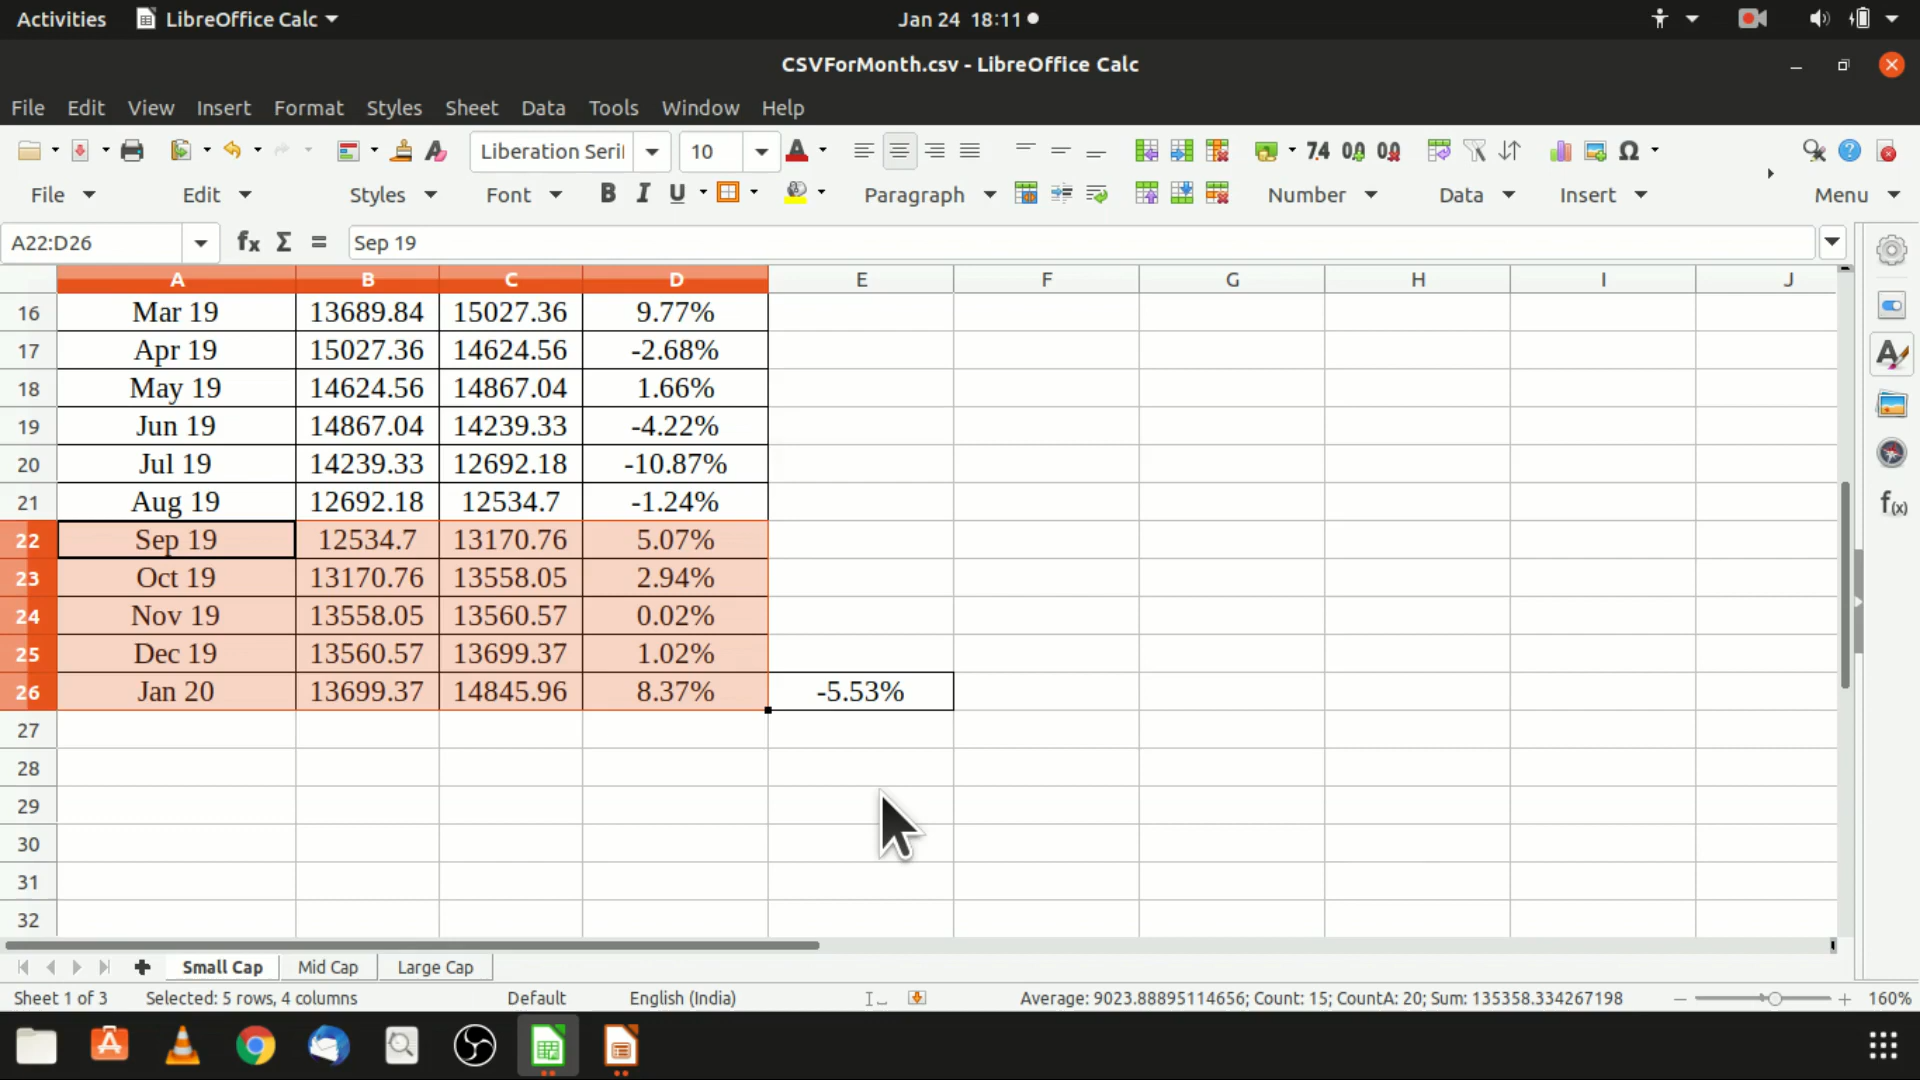 Activities LibreOffice Calc Jan 24 18:11
CSVForMonth.csv - LibreOffice Calc
File Edit View Insert Format Styles Sheet Data Tools Window Help
Liberation Seri 10
File Edit Styles Font B I U Paragraph Number Data Insert Menu
A22:D26 fx Σ = Sep 19
A B C D E F G H I J
16 Mar 19 13689.84 15027.36 9.77%
17 Apr 19 15027.36 14624.56 -2.68%
18 May 19 14624.56 14867.04 1.66%
19 Jun 19 14867.04 14239.33 -4.22%
20 Jul 19 14239.33 12692.18 -10.87%
21 Aug 19 12692.18 12534.7 -1.24%
22 Sep 19 12534.7 13170.76 5.07%
23 Oct 19 13170.76 13558.05 2.94%
24 Nov 19 13558.05 13560.57 0.02%
25 Dec 19 13560.57 13699.37 1.02%
26 Jan 20 13699.37 14845.96 8.37% -5.53%
27
28
29
30
31
32
Small Cap Mid Cap Large Cap
Sheet 1 of 3 Selected: 5 rows, 4 columns Default English (India) Average: 9023.88895114656; Count: 15; CountA: 20; Sum: 135358.334267198 160%